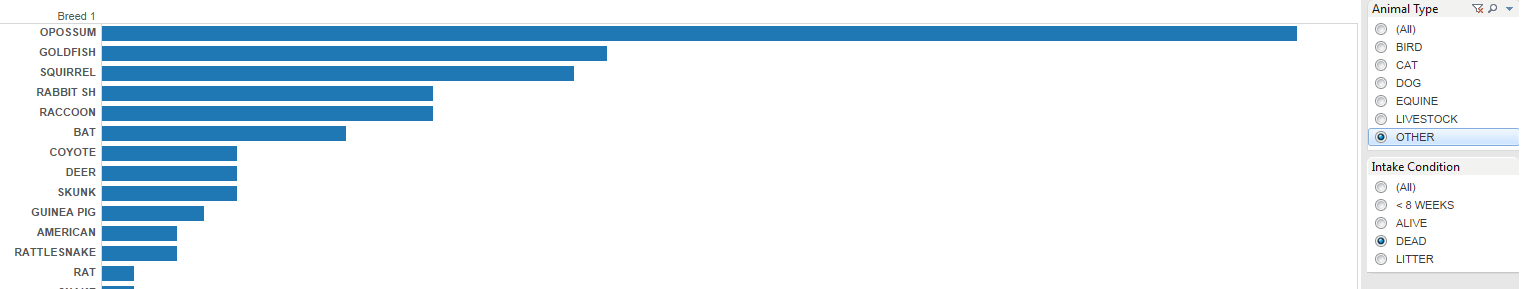 Breed 1
OPOSSUM
GOLDFISH
SQUIRREL
RABBIT SH
RACCOON
BAT
COYOTE
DEER
SKUNK
GUINEA PIG
AMERICAN
RATTLESNAKE
RAT
Animal Type
(All)
BIRD
CAT
DOG
EQUINE
LIVESTOCK
OTHER
Intake Condition
(All)
< 8 WEEKS
ALIVE
DEAD
LITTER